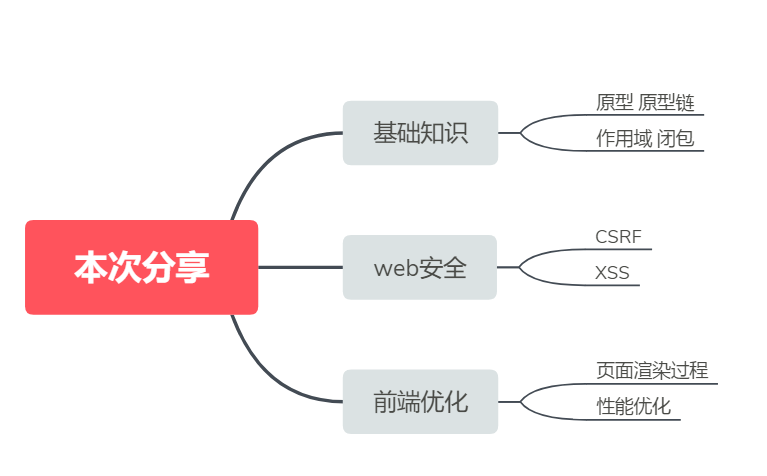 本次分享
基础知识
原型 原型链
作用域 闭包
web安全
CSRF
XSS
前端优化
页面渲染过程
性能优化